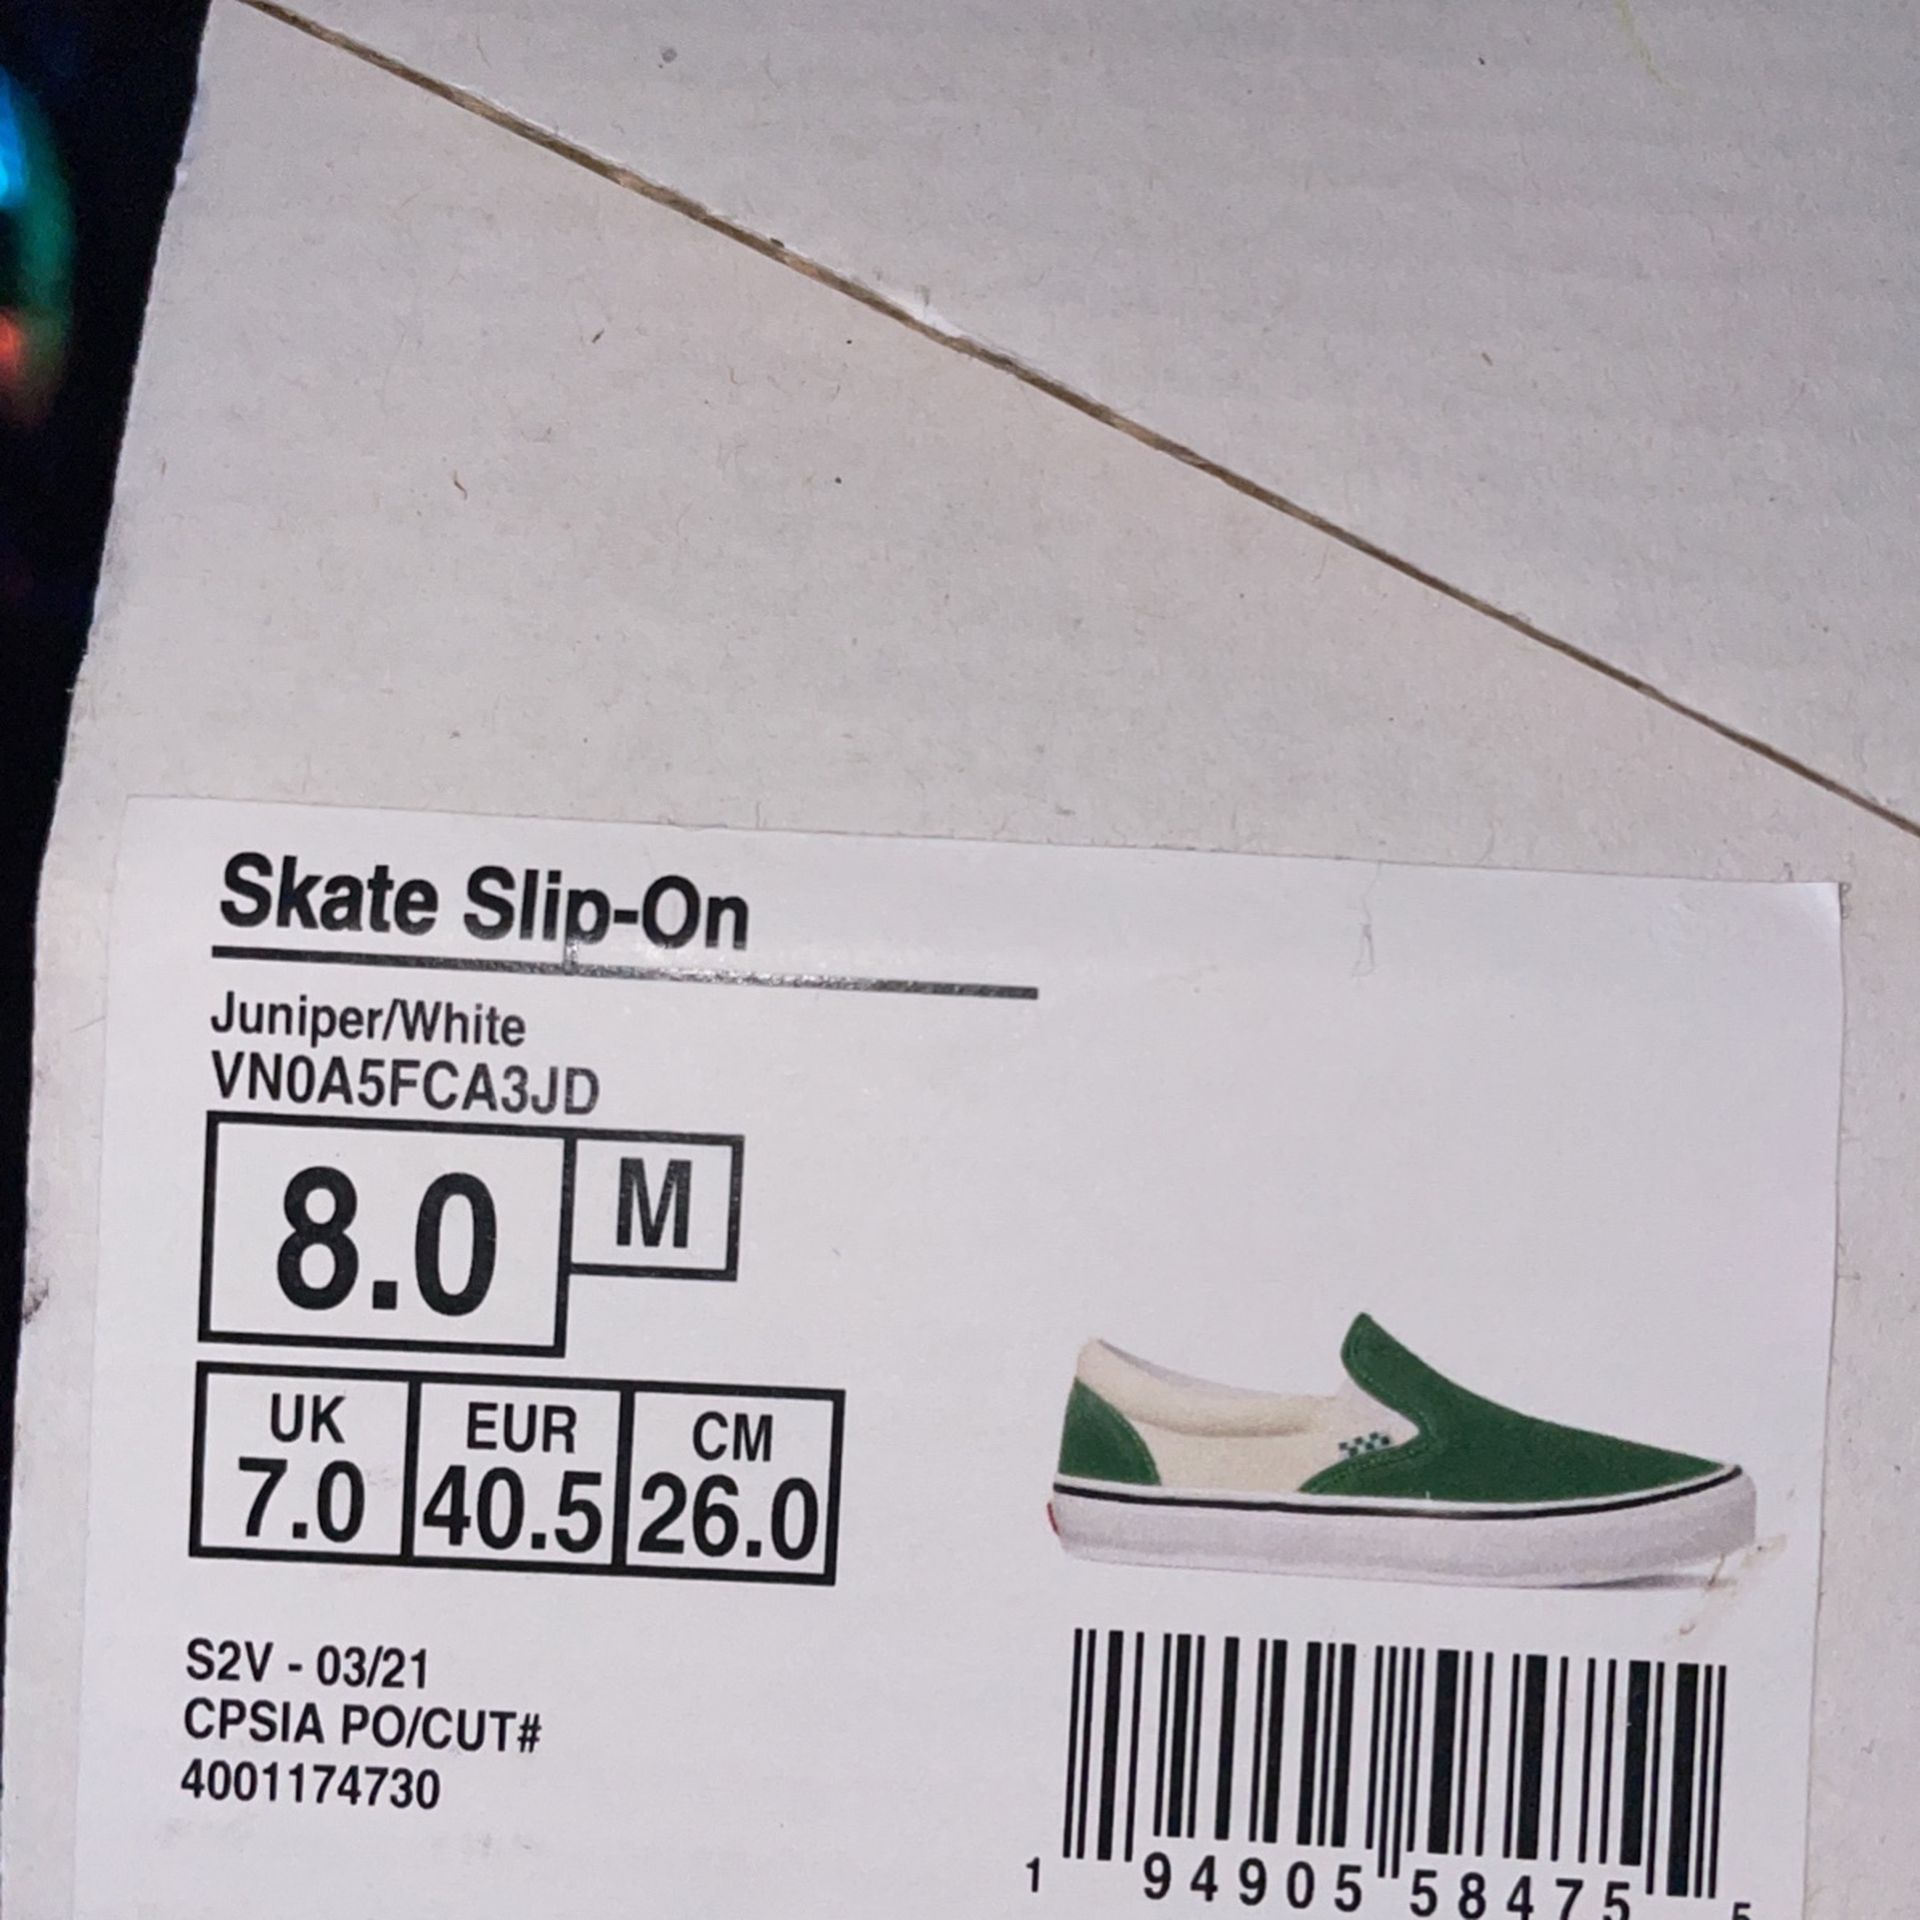 Skate Slip-On
Juniper/White
VN0A5FCA3JD
8.0 M
UK EUR CM
7.0 40.5 26.0
S2V - 03/21
CPSIA PO/CUT#
4001174730
1 94905 58475 5